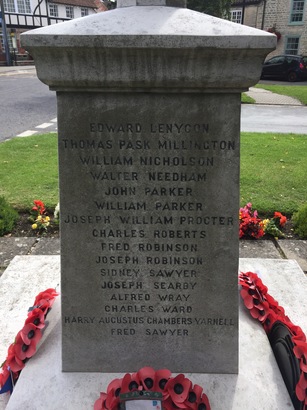 EDWARD LENYGON
THOMAS PASK MILLINGTON
WILLIAM NICHOLSON
WALTER NEEDHAM
JOHN PARKER
WILLIAM PARKER
JOSEPH WILLIAM PROCTER
CHARLES ROBERTS
FRED ROBINSON
JOSEPH ROBINSON
SIDNEY SAWYER
JOSEPH SEARBY
ALFRED WRAY
CHARLES WARD
HARRY AUGUSTUS CHAMBERS YARNELL
FRED SAWYER